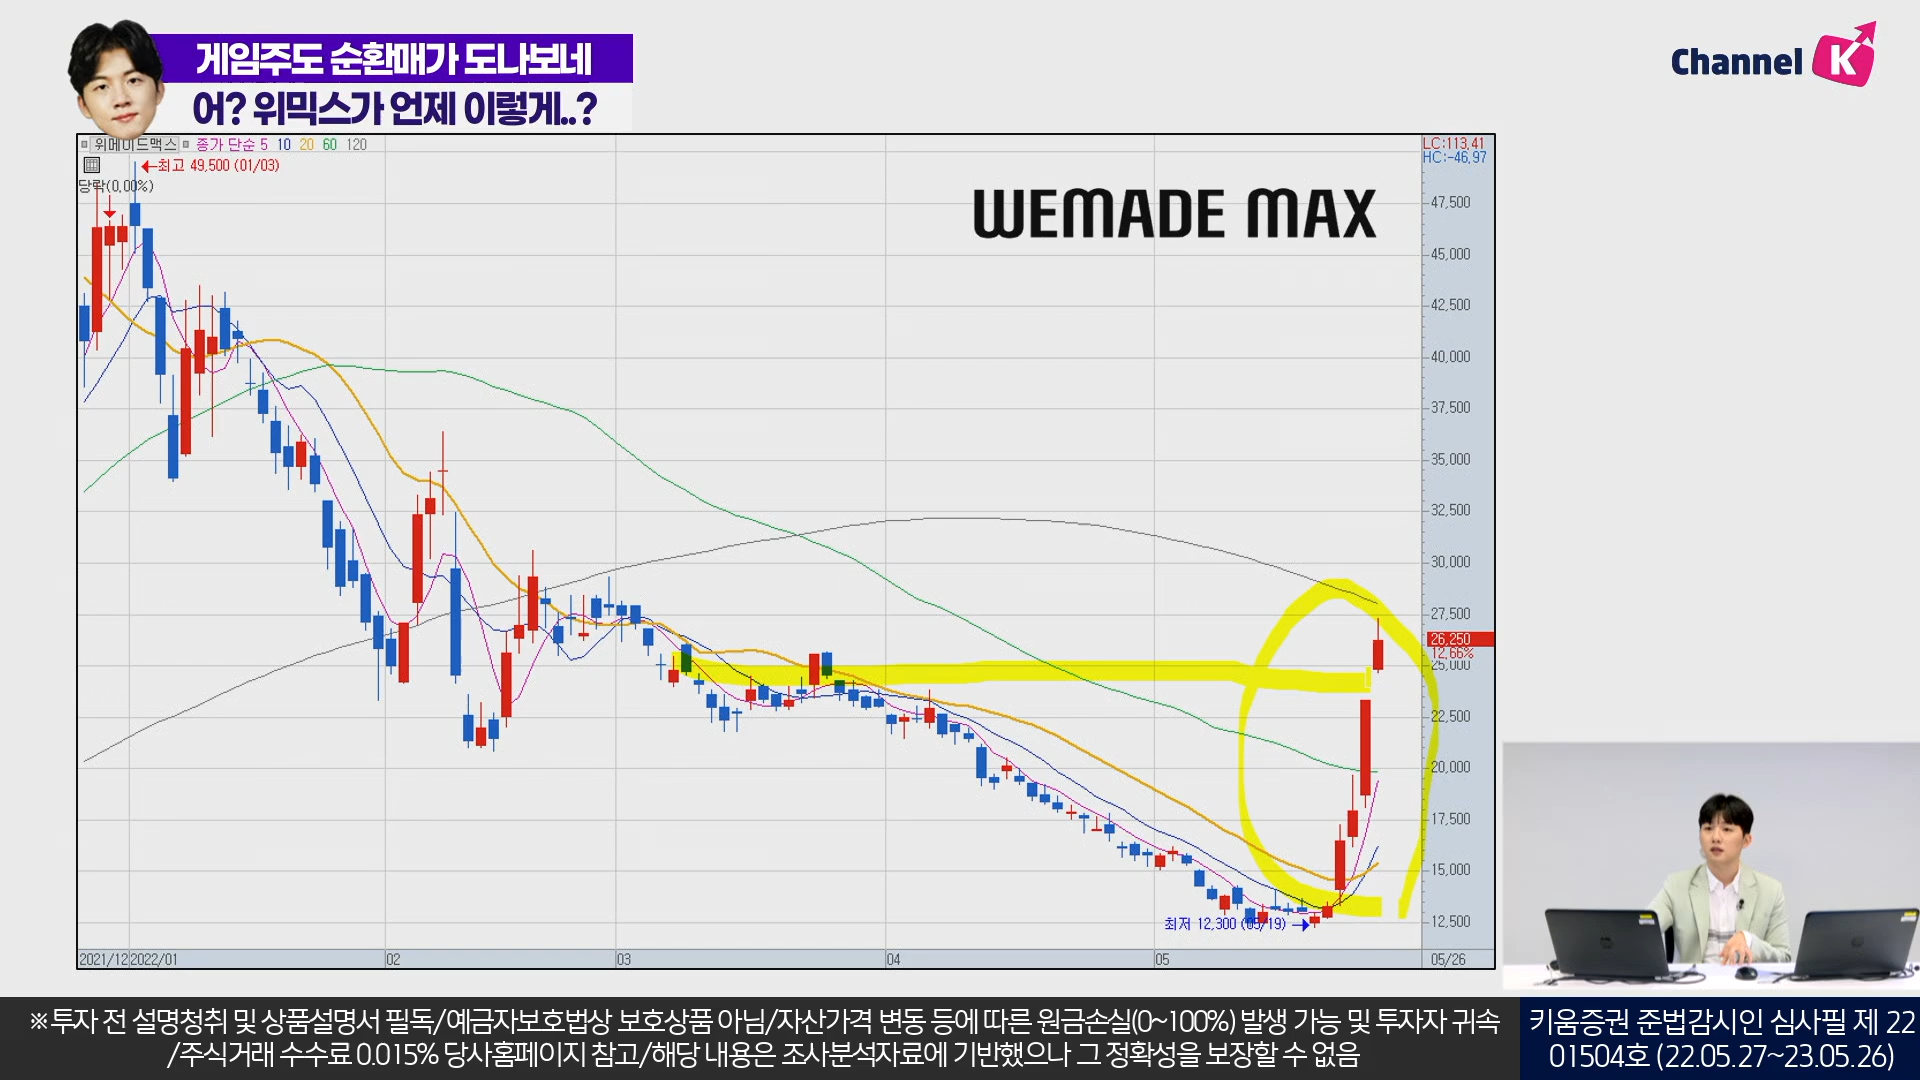 게임주도 순환매가 도나보네
어? 위믹스가 언제 이렇게..?
Channel K
위메이드맥스 종가 단순 5 10 20 60 120
최고 49,500 (01/03)
당락(0,00%)
LC:113,41
HC:-46,97
WEMADE MAX
47,500
45,000
42,500
40,000
37,500
35,000
32,500
30,000
27,500
26,250
12,66%
25,000
22,500
20,000
17,500
15,000
12,500
최저 12,300 (05/19)
2021/12 2022/01 02 03 04 05 05/26
※투자 전 설명청취 및 상품설명서 필독/예금자보호법상 보호상품 아님/자산가격 변동 등에 따른 원금손실(0~100%) 발생 가능 및 투자자 귀속
/주식거래 수수료 0.015% 당사홈페이지 참고/해당 내용은 조사분석자료에 기반했으나 그 정확성을 보장할 수 없음
키움증권 준법감시인 심사필 제 22
01504호 (22.05.27~23.05.26)